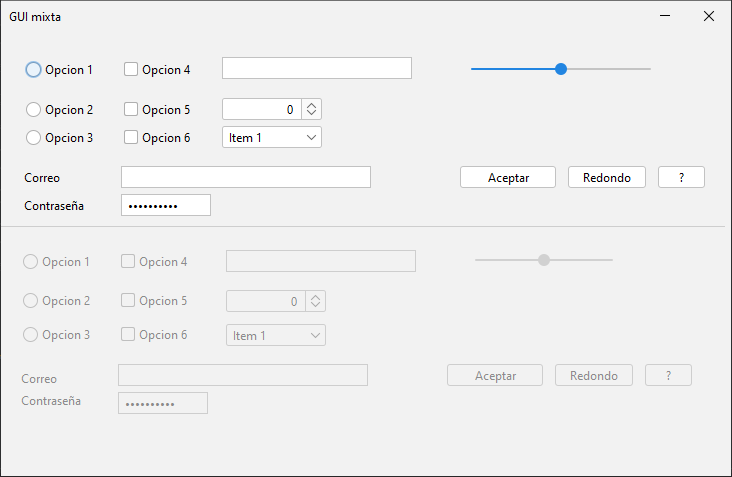 GUI mixta
Opcion 1 Opcion 4
Opcion 2 Opcion 5 0
Opcion 3 Opcion 6 Item 1
Correo Aceptar Redondo ?
Contraseña ••••••••••
Opcion 1 Opcion 4
Opcion 2 Opcion 5 0
Opcion 3 Opcion 6 Item 1
Correo Aceptar Redondo ?
Contraseña ••••••••••